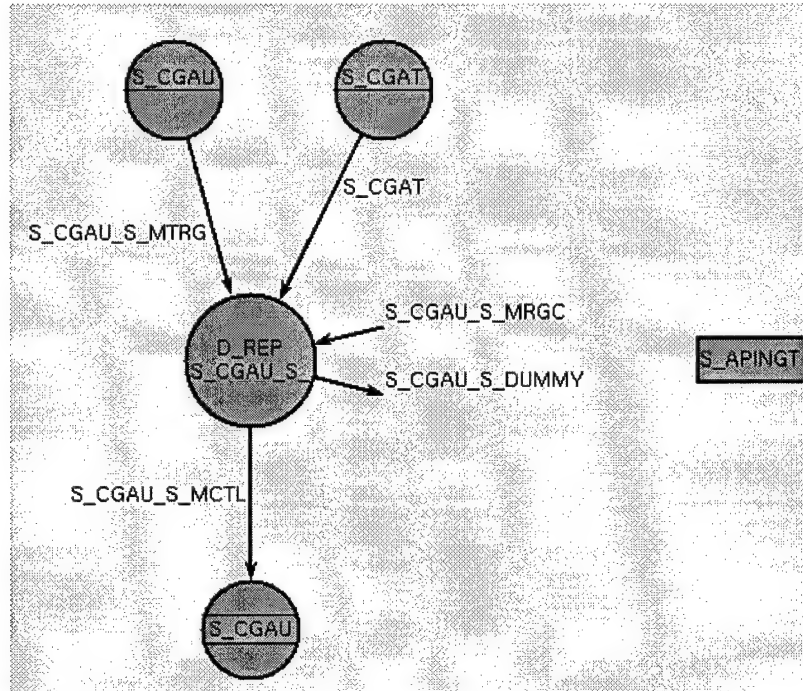 S_CGAU
S_CGAT
S_CGAT
S_CGAU_S_MTRG
S_CGAU_S_MRGC
D_REP
S_CGAU_S_
S_APINGT
S_CGAU_S_DUMMY
S_CGAU_S_MCTL
S_CGAU